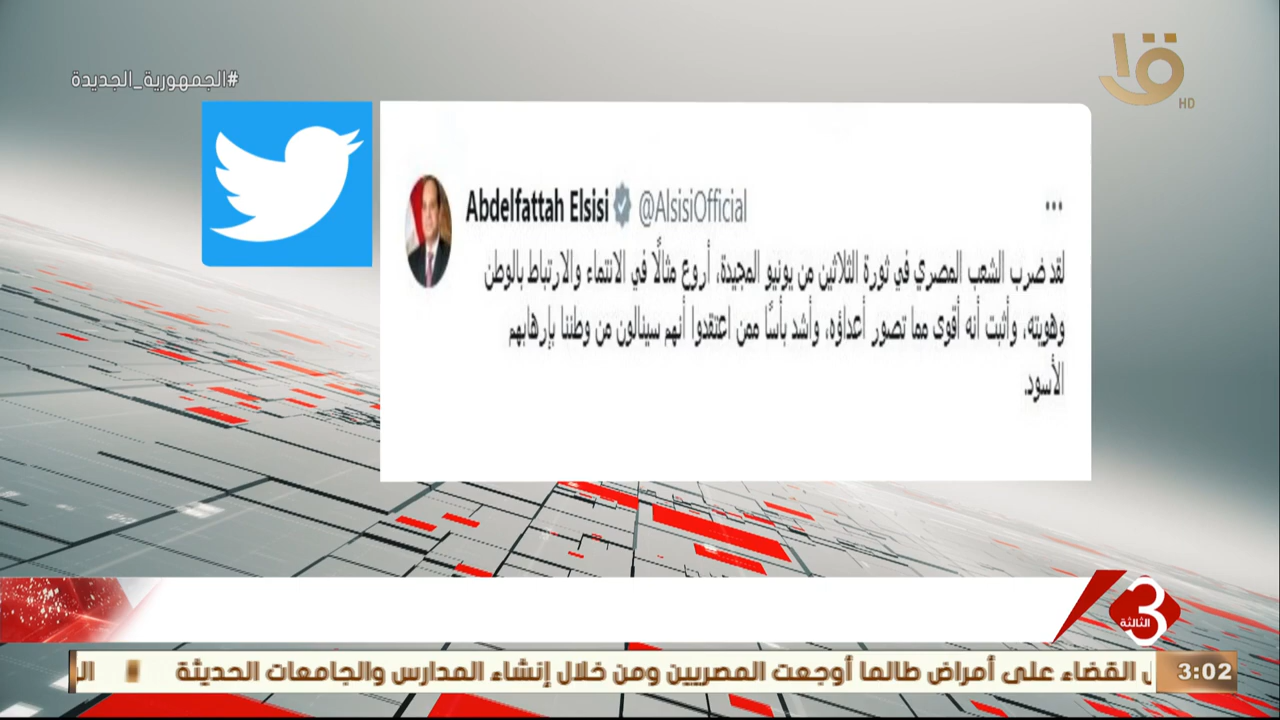 #الجمهورية_الجديدة
HD
Abdelfattah Elsisi @AlsisiOfficial
لقد ضرب الشعب المصري في ثورة الثلاثين من يونيو المجيدة، أروع مثالًا في الانتماء والارتباط بالوطن
وهويته، وأثبت أنه أقوى مما تصور أعداؤه، وأشد بأسًا ممن اعتقدوا أنهم سينالون من وطننا بإرهابهم
الأسود.
3
الثالثة
القضاء على أمراض طالما أوجعت المصريين ومن خلال إنشاء المدارس والجامعات الحديثة
3:02